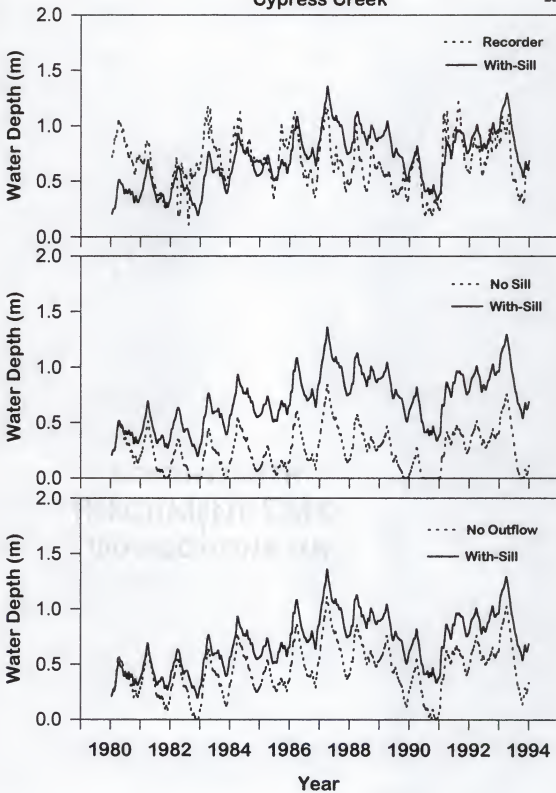 Cypress Creek
2.0
Recorder
With-Sill
1.5
1.0
0.5
0.0
Water Depth (m)
2.0
No Sill
With-Sill
1.5
1.0
0.5
0.0
Water Depth (m)
2.0
No Outflow
With-Sill
1.5
1.0
0.5
0.0
Water Depth (m)
1980 1982 1984 1986 1988 1990 1992 1994
Year